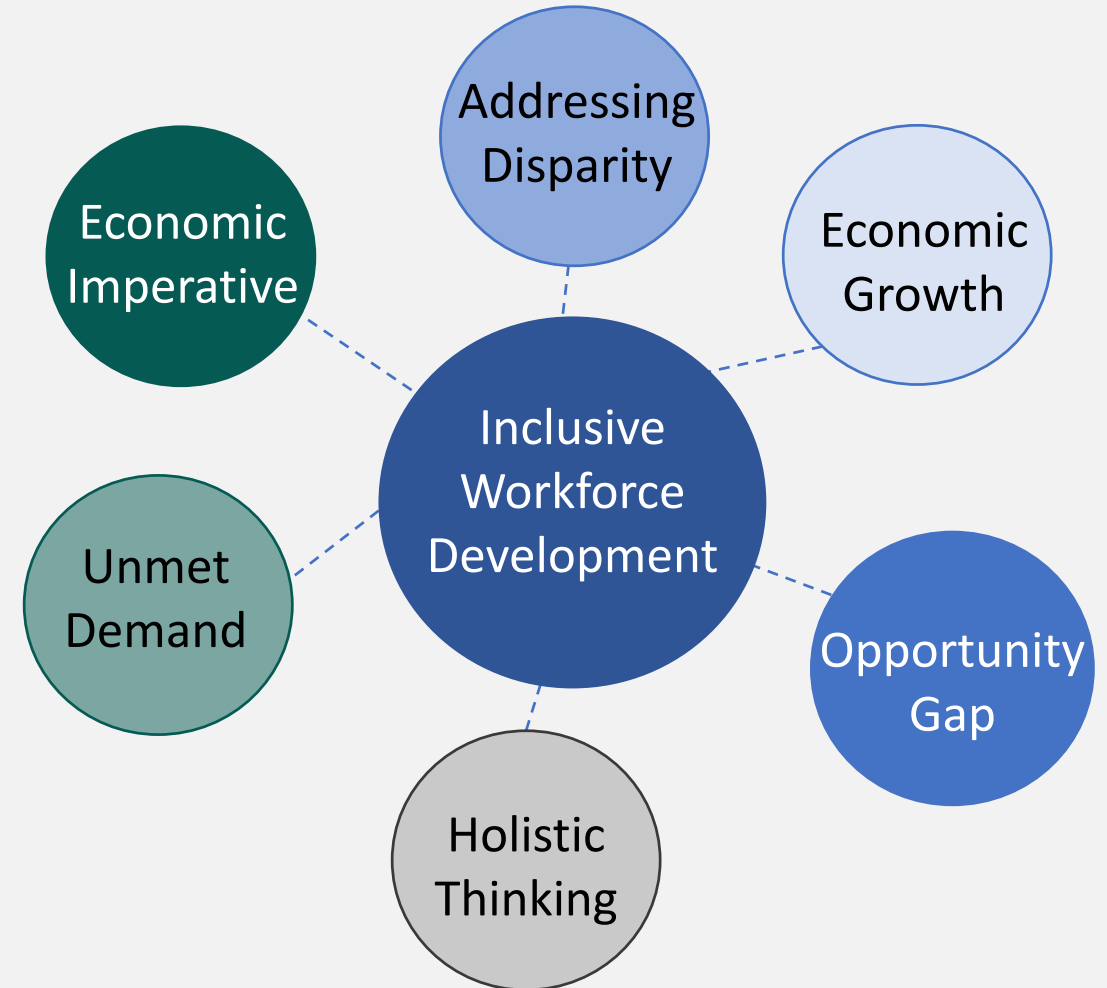 Addressing
Disparity
Economic
Imperative
Economic
Growth
Inclusive
Workforce
Development
Unmet
Demand
Opportunity
Gap
Holistic
Thinking